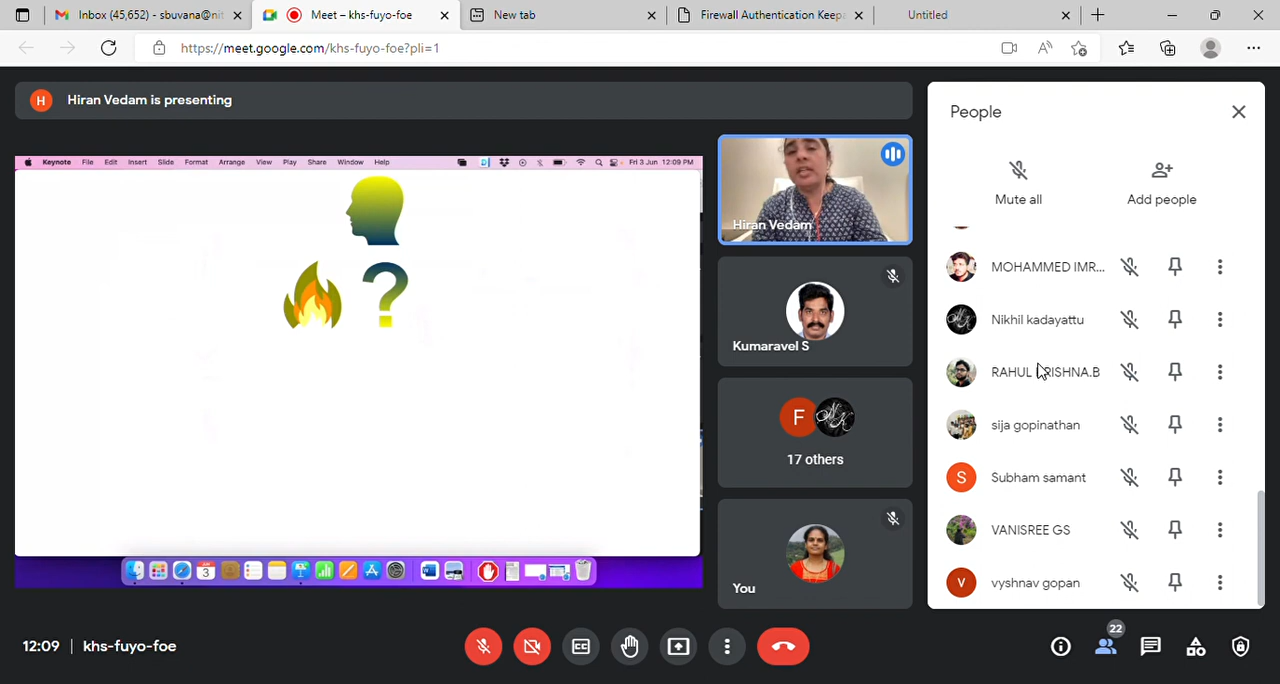 Inbox (45,652) - sbuvana@nit
Meet – khs-fuyo-foe
New tab
Firewall Authentication Keepa
Untitled
https://meet.google.com/khs-fuyo-foe?pli=1
H
Hiran Vedam is presenting
Keynote File Edit Insert Slide Format Arrange View Play Share Window Help
Fri 3 Jun 12:09 PM
?
3
Hiran Vedam
Kumaravel S
F
17 others
You
People
Mute all
Add people
MOHAMMED IMR...
Nikhil kadayattu
RAHUL KRISHNA.B
sija gopinathan
S
Subham samant
VANISREE GS
V
vyshnav gopan
12:09 | khs-fuyo-foe
22